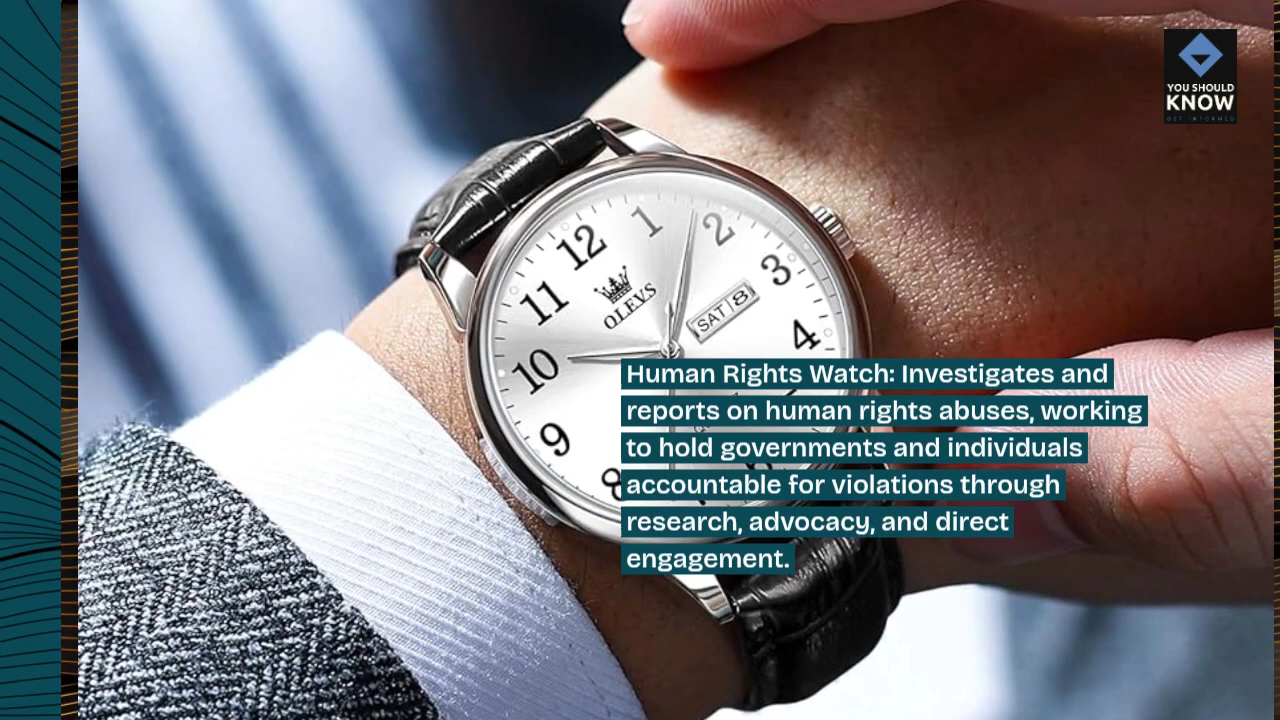 YOU SHOULD
KNOW
GET INFORMED
12
1
2
11
3
OLEVS
SAT 8
10
4
9
8
Human Rights Watch: Investigates and
reports on human rights abuses, working
to hold governments and individuals
accountable for violations through
research, advocacy, and direct
engagement.